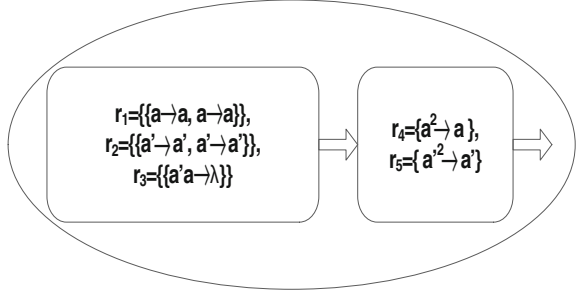 r₁={{a→a, a→a}},
r₂={{a'→a', a'→a'}},
r₃={{a'a→λ}}
r₄={a²→a },
r₅={ a'²→a'}